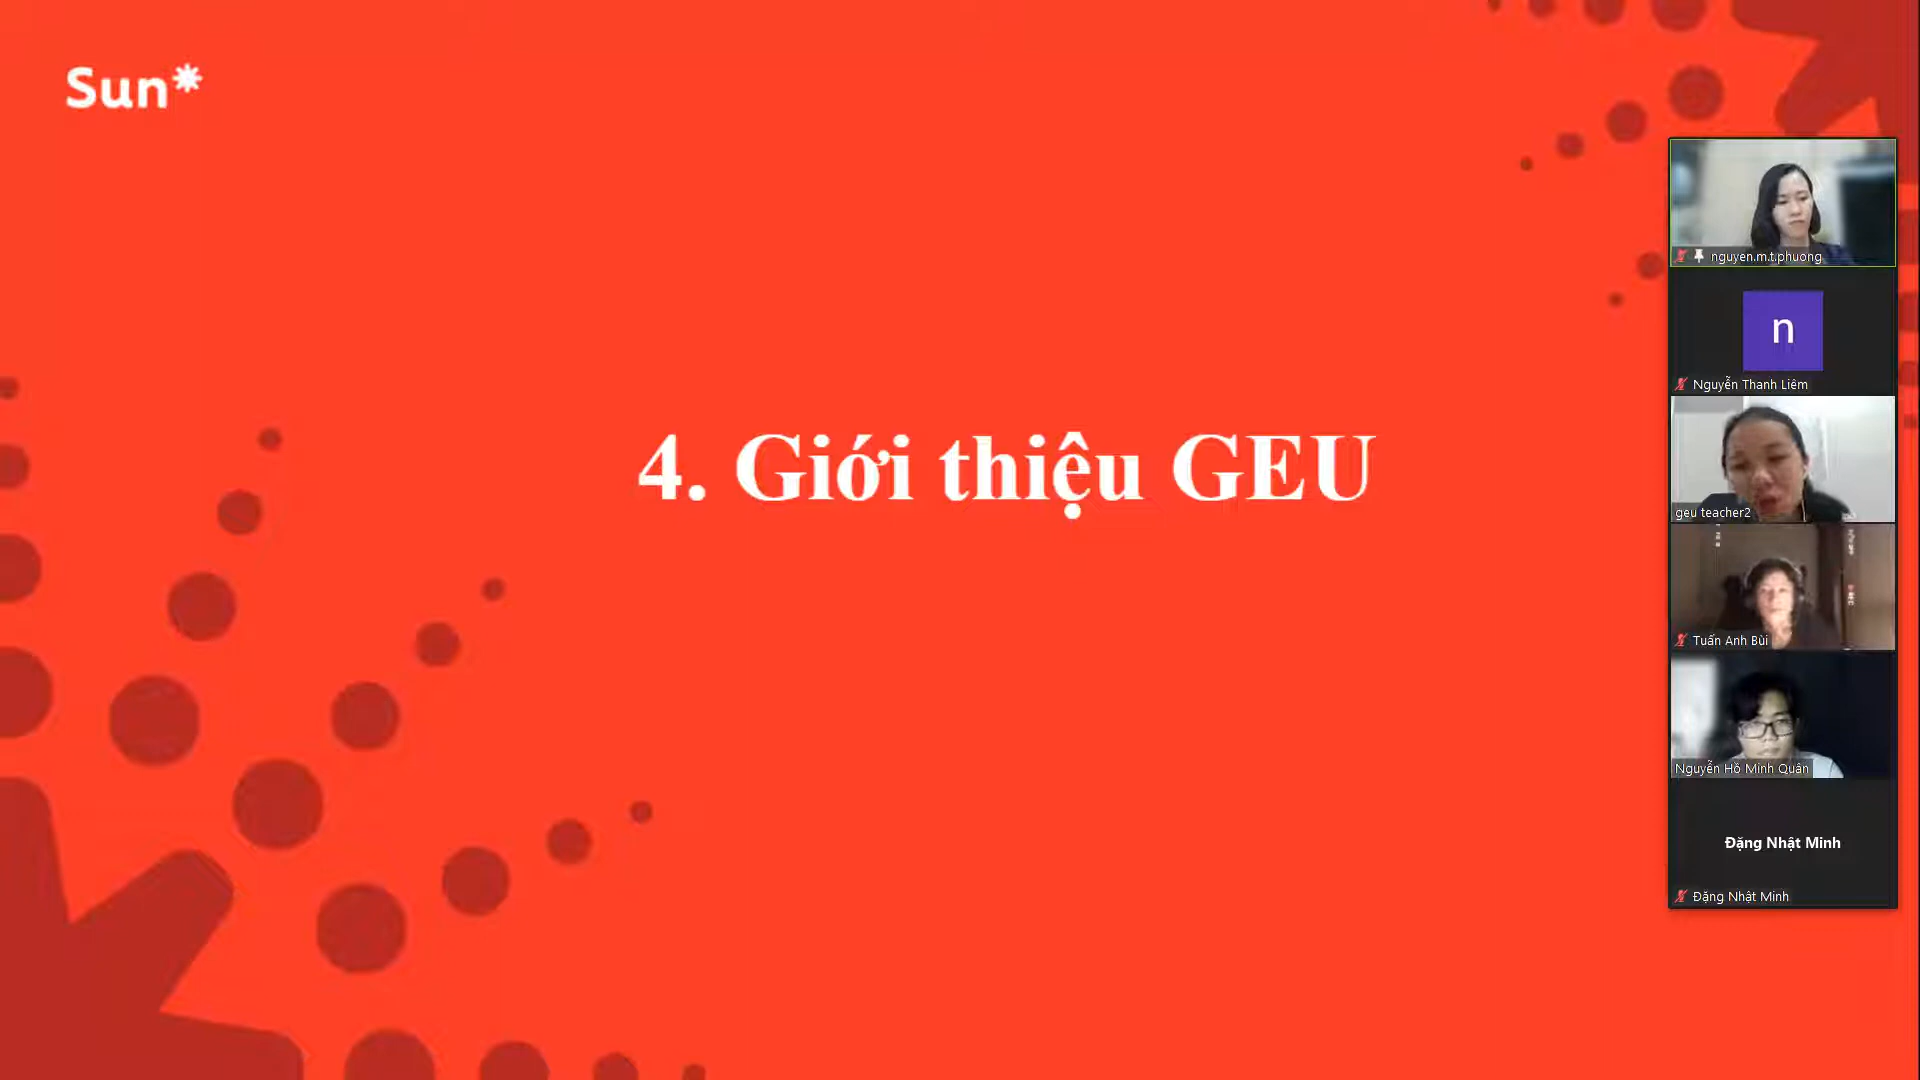 Sun*
4. Giới thiệu GEU
nguyen.m.t.phuong
n
Nguyễn Thanh Liêm
geu teacher2
Tuấn Anh Bùi
Nguyễn Hồ Minh Quân
Đặng Nhật Minh
Đặng Nhật Minh